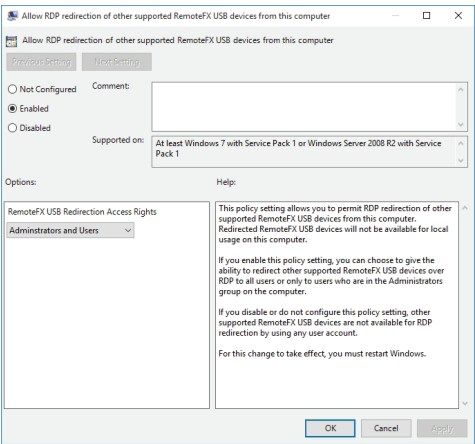 Allow RDP redirection of other supported RemoteFX USB devices from this computer
Allow RDP redirection of other supported RemoteFX USB devices from this computer
Previous Setting
Next Setting
Not Configured
Enabled
Disabled
Comment:
Supported on:
At least Windows 7 with Service Pack 1 or Windows Server 2008 R2 with Service
Pack 1
Options:
Help:
RemoteFX USB Redirection Access Rights
Adminstrators and Users
This policy setting allows you to permit RDP redirection of other
supported RemoteFX USB devices from this computer.
Redirected RemoteFX USB devices will not be available for local
usage on this computer.
If you enable this policy setting, you can choose to give the
ability to redirect other supported RemoteFX USB devices over
RDP to all users or only to users who are in the Administrators
group on the computer.
If you disable or do not configure this policy setting, other
supported RemoteFX USB devices are not available for RDP
redirection by using any user account.
For this change to take effect, you must restart Windows.
OK
Cancel
Apply